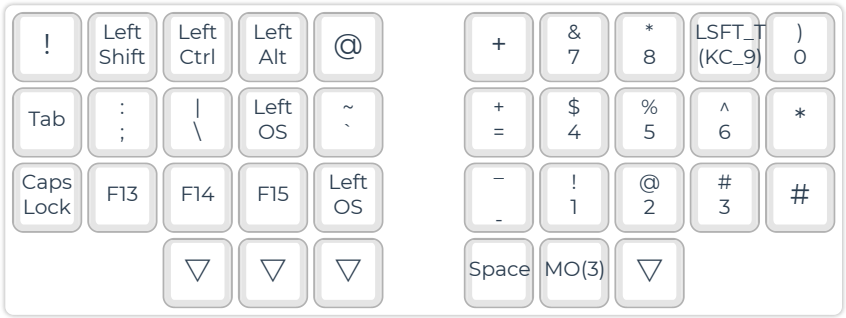 !
Left
Shift
Left
Ctrl
Left
Alt
@
+
&
7
*
8
LSFT_T
(KC_9)
)
0
Tab
:
;
|
\
Left
OS
~
`
+
=
$
4
%
5
^
6
*
Caps
Lock
F13
F14
F15
Left
OS
_
-
!
1
@
2
#
3
#
▽
▽
▽
Space
MO(3)
▽